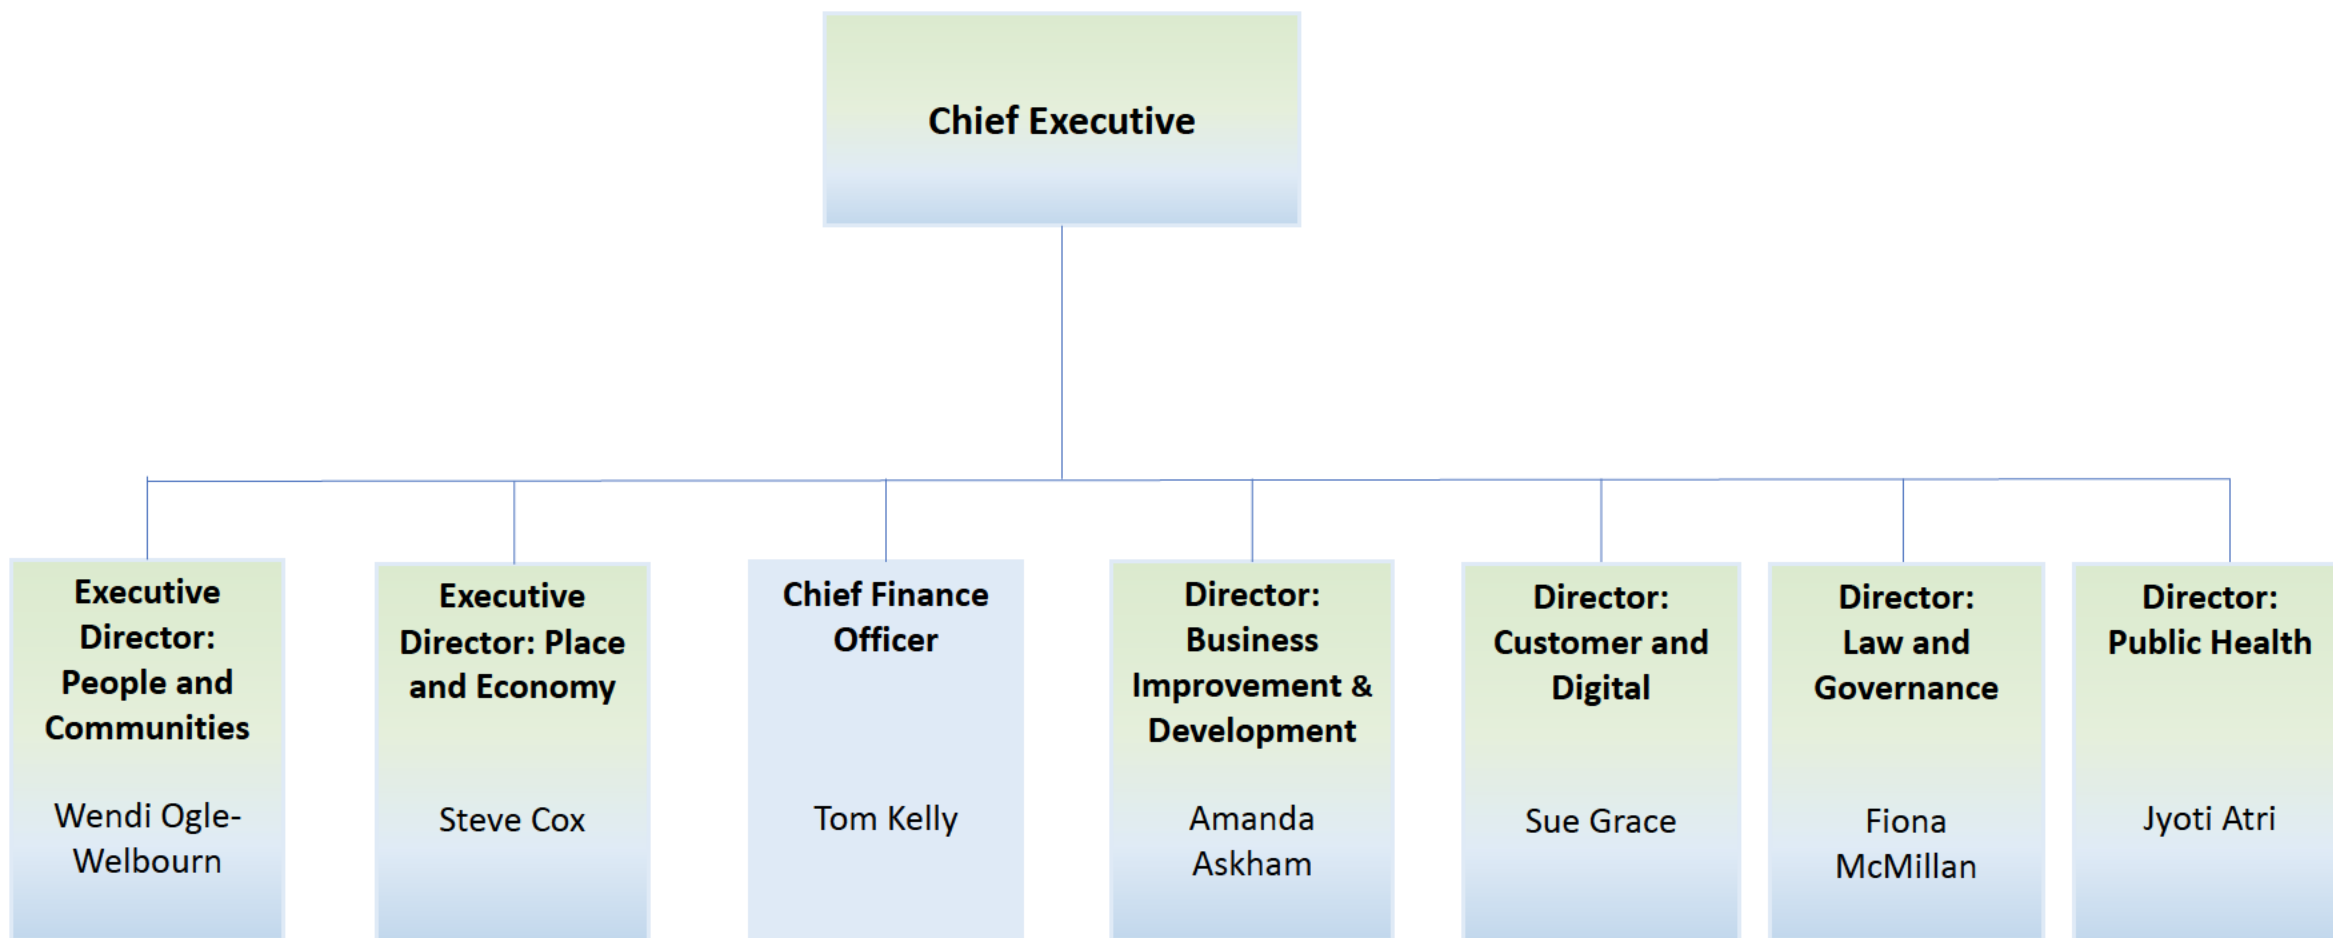 Chief Executive
Executive
Director:
People and
Communities
Wendi Ogle-
Welbourn
Executive
Director: Place
and Economy
Steve Cox
Chief Finance
Officer
Tom Kelly
Director:
Business
Improvement &
Development
Amanda
Askham
Director:
Customer and
Digital
Sue Grace
Director:
Law and
Governance
Fiona
McMillan
Director:
Public Health
Jyoti Atri